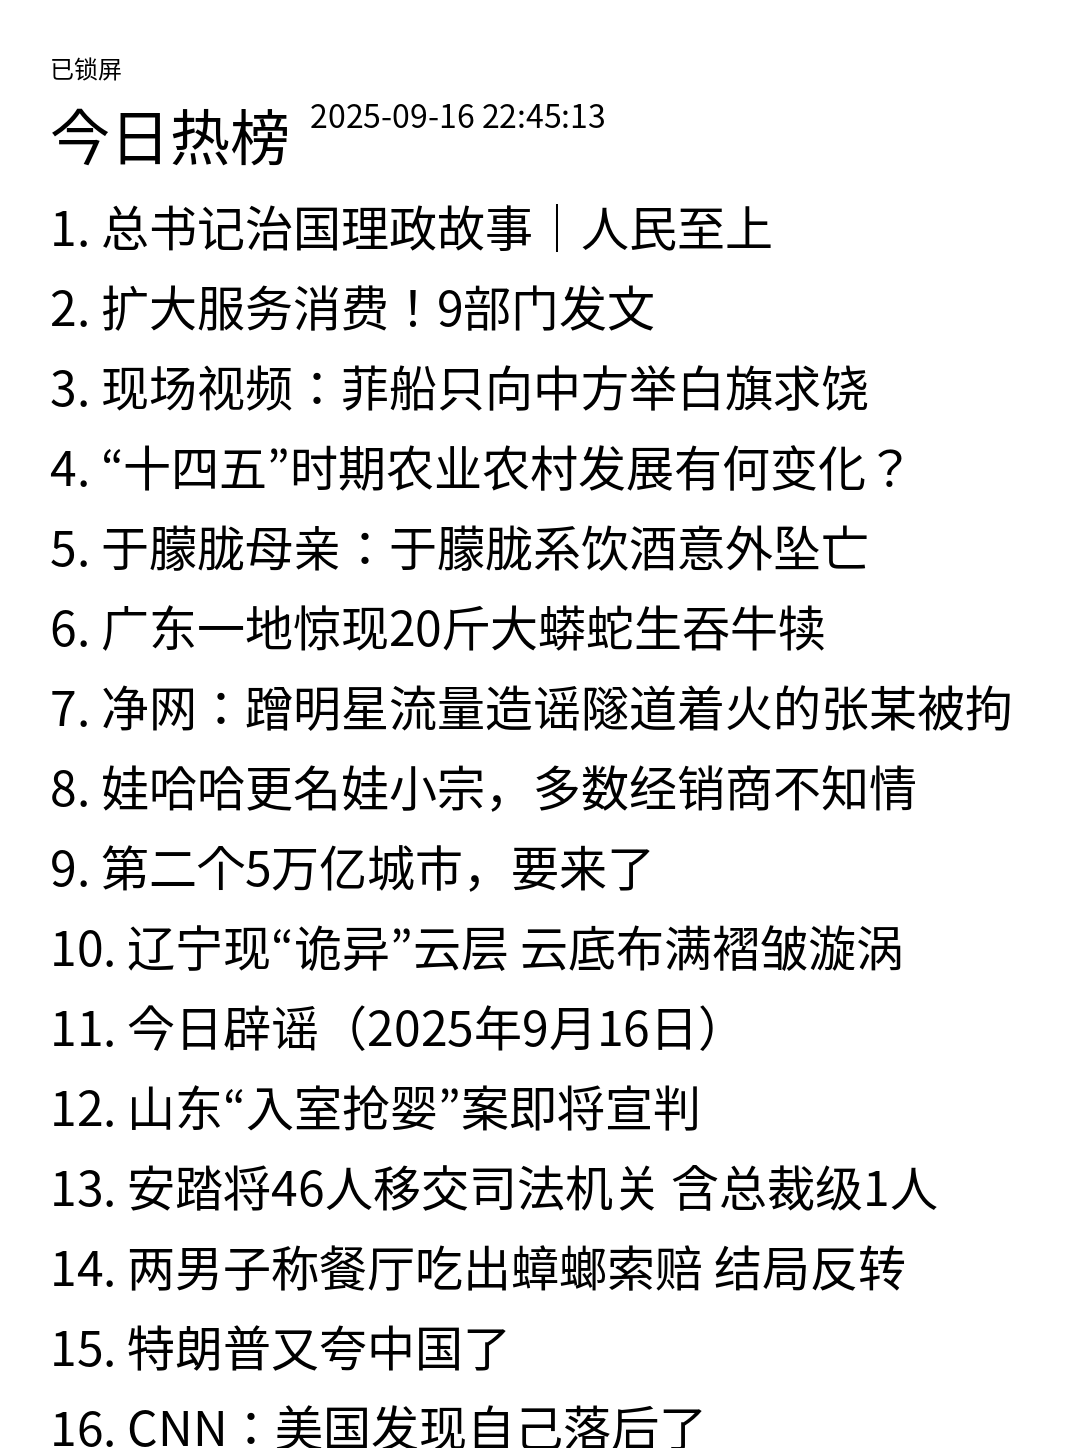 已锁屏
今日热榜 2025-09-16 22:45:13
1. 总书记治国理政故事｜人民至上
2. 扩大服务消费！9部门发文
3. 现场视频：菲船只向中方举白旗求饶
4. “十四五”时期农业农村发展有何变化？
5. 于朦胧母亲：于朦胧系饮酒意外坠亡
6. 广东一地惊现20斤大蟒蛇生吞牛犊
7. 净网：蹭明星流量造谣隧道着火的张某被拘
8. 娃哈哈更名娃小宗，多数经销商不知情
9. 第二个5万亿城市，要来了
10. 辽宁现“诡异”云层 云底布满褶皱漩涡
11. 今日辟谣（2025年9月16日）
12. 山东“入室抢婴”案即将宣判
13. 安踏将46人移交司法机关 含总裁级1人
14. 两男子称餐厅吃出蟑螂索赔 结局反转
15. 特朗普又夸中国了
16. CNN：美国发现自己落后了